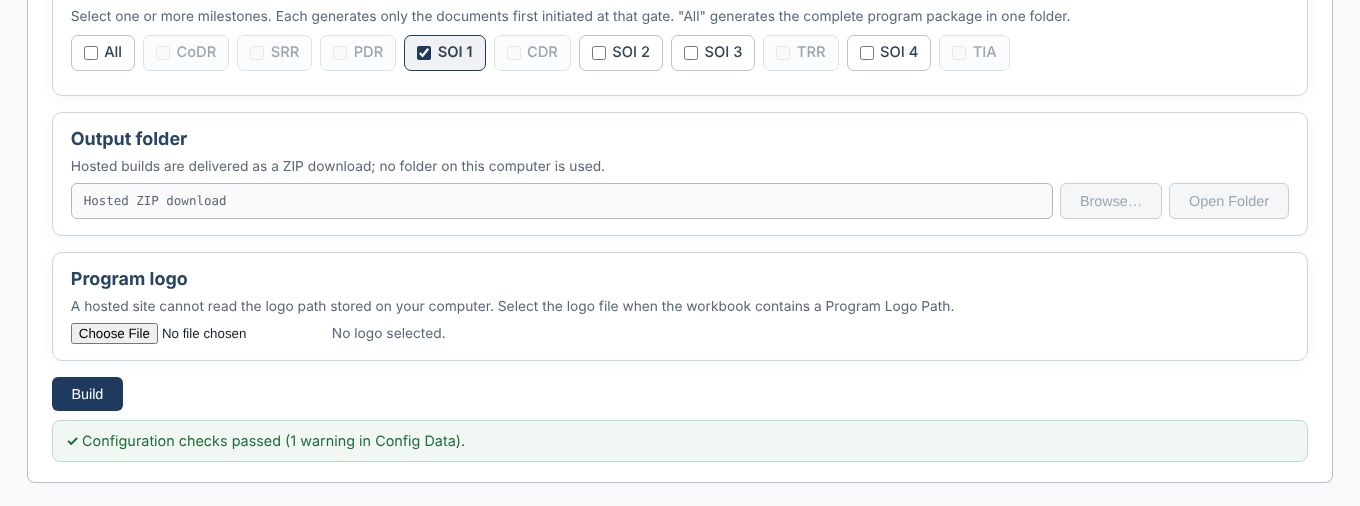 Select one or more milestones. Each generates only the documents first initiated at that gate. "All" generates the complete program package in one folder.
All CoDR SRR PDR SOI 1 CDR SOI 2 SOI 3 TRR SOI 4 TIA
Output folder
Hosted builds are delivered as a ZIP download; no folder on this computer is used.
Hosted ZIP download Browse... Open Folder
Program logo
A hosted site cannot read the logo path stored on your computer. Select the logo file when the workbook contains a Program Logo Path.
Choose File No file chosen No logo selected.
Build
✓ Configuration checks passed (1 warning in Config Data).